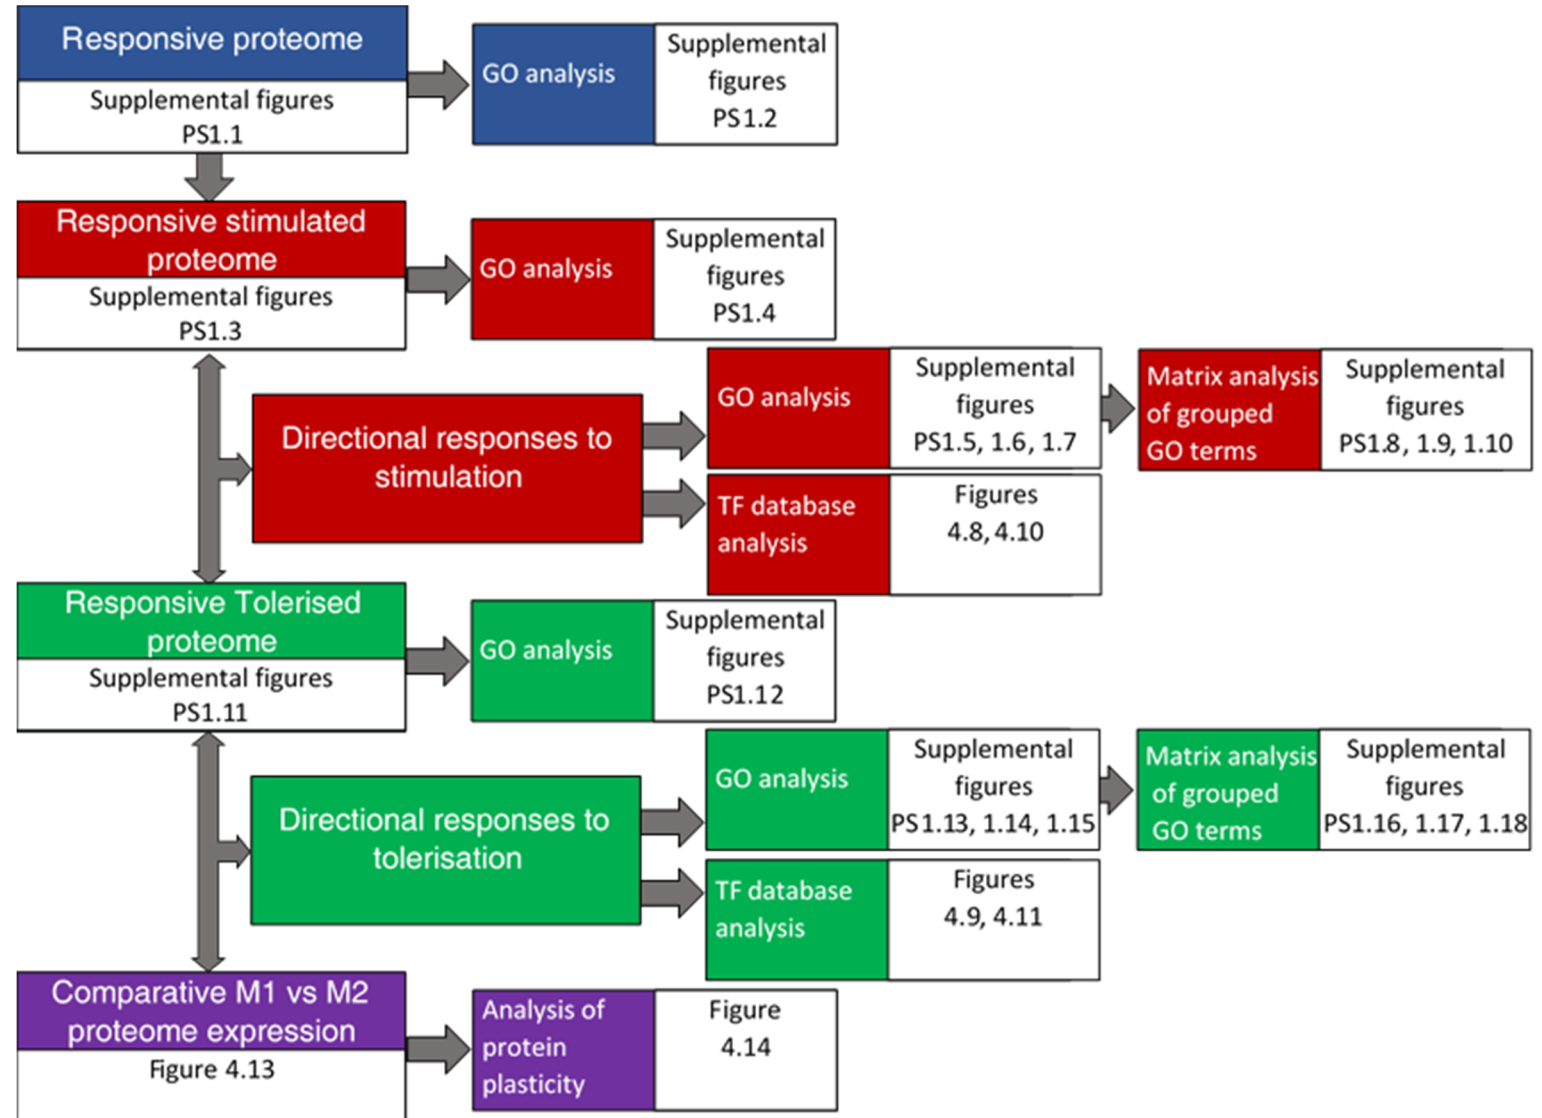 Responsive proteome
Supplemental figures
PS1.1
GO analysis
Supplemental
figures
PS1.2
Responsive stimulated
proteome
Supplemental figures
PS1.3
GO analysis
Supplemental
figures
PS1.4
Directional responses to
stimulation
GO analysis
Supplemental
figures
PS1.5, 1.6, 1.7
Matrix analysis
of grouped
GO terms
Supplemental
figures
PS1.8, 1.9, 1.10
TF database
analysis
Figures
4.8, 4.10
Responsive Tolerised
proteome
Supplemental figures
PS1.11
GO analysis
Supplemental
figures
PS1.12
Directional responses to
tolerisation
GO analysis
Supplemental
figures
PS1.13, 1.14, 1.15
Matrix analysis
of grouped
GO terms
Supplemental
figures
PS1.16, 1.17, 1.18
TF database
analysis
Figures
4.9, 4.11
Comparative M1 vs M2
proteome expression
Figure 4.13
Analysis of
protein
plasticity
Figure
4.14